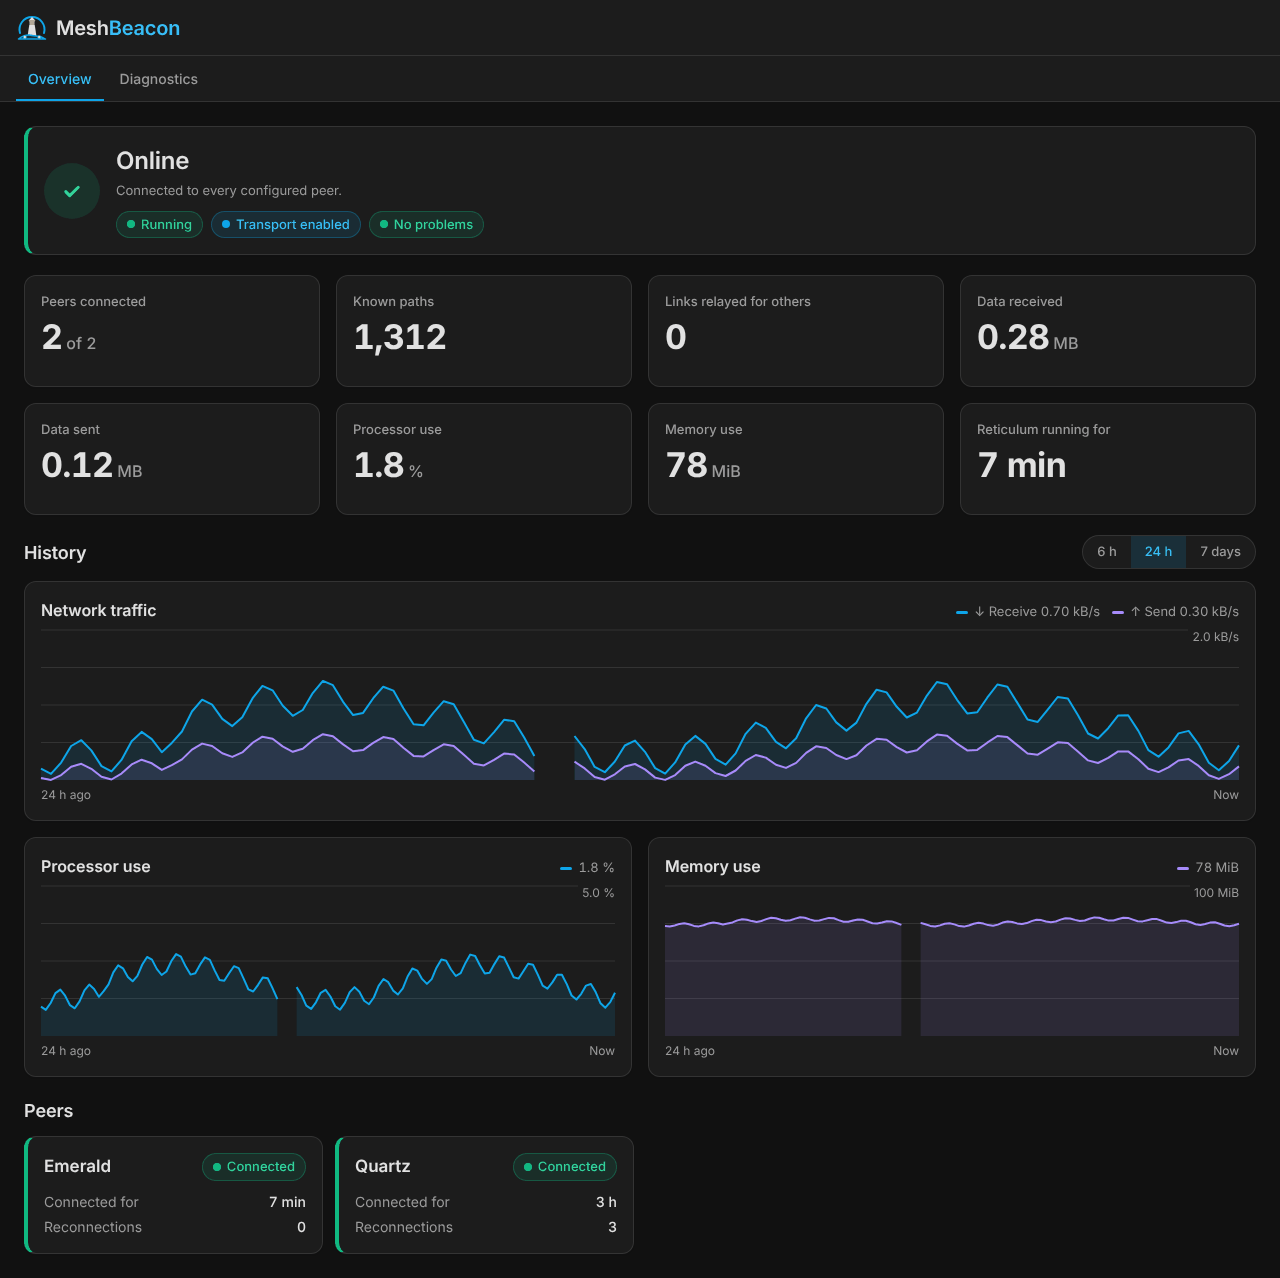 MeshBeacon
Overview Diagnostics
Online
Connected to every configured peer.
Running Transport enabled No problems
Peers connected Known paths Links relayed for others Data received
2 of 2 1,312 0 0.28 MB
Data sent Processor use Memory use Reticulum running for
0.12 MB 1.8 % 78 MiB 7 min
History 6 h 24 h 7 days
Network traffic ↓ Receive 0.70 kB/s ↑ Send 0.30 kB/s
2.0 kB/s
24 h ago Now
Processor use 1.8 % Memory use 78 MiB
5.0 % 100 MiB
24 h ago Now 24 h ago Now
Peers
Emerald Connected Quartz Connected
Connected for 7 min Connected for 3 h
Reconnections 0 Reconnections 3